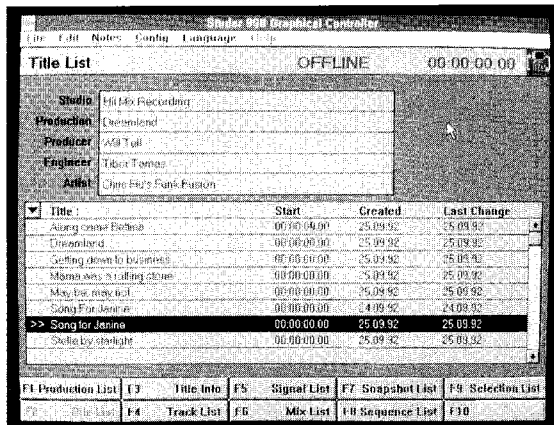 Studer 990 Graphical Controller
File Edit Notes Config Language Help
Title List OFFLINE 00:00:00.00
Studio Hit Mix Recording
Production Dreamland
Producer Will Tell
Engineer Tibor Tamas
Artist Funk Fusion
Title : Start Created Last Change
Along came Bettina 00:00:00.00 25.09.92 25.09.92
Dreamland 00:00:00.00 25.09.92 25.09.92
Getting down to business 00:00:00.00 25.09.92 25.09.92
Mama was a rolling stone 00:00:00.00 25.09.92 25.09.92
May be, may not 00:00:00.00 25.09.92 25.09.92
Song For Janine 00:00:00.00 24.09.92 24.09.92
>> Song for Janine 00:00:00.00 25.09.92 25.09.92
Stella by starlight 00:00:00.00 25.09.92 25.09.92
F1 Production List F3 Title Info F5 Signal List F7 Snapshot List F9 Selection List
F2 Title List F4 Track List F6 Mix List F8 Sequence List F10